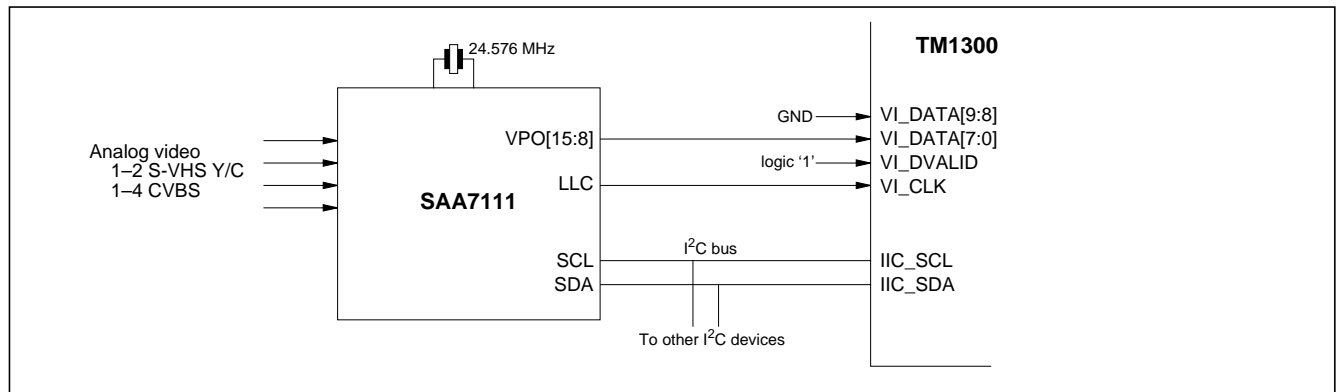 24.576 MHz
TM1300
Analog video
1–2 S-VHS Y/C
1–4 CVBS
SAA7111
VPO[15:8]
LLC
SCL
SDA
GND
logic ‘1’
VI_DATA[9:8]
VI_DATA[7:0]
VI_DVALID
VI_CLK
I²C bus
IIC_SCL
IIC_SDA
To other I²C devices